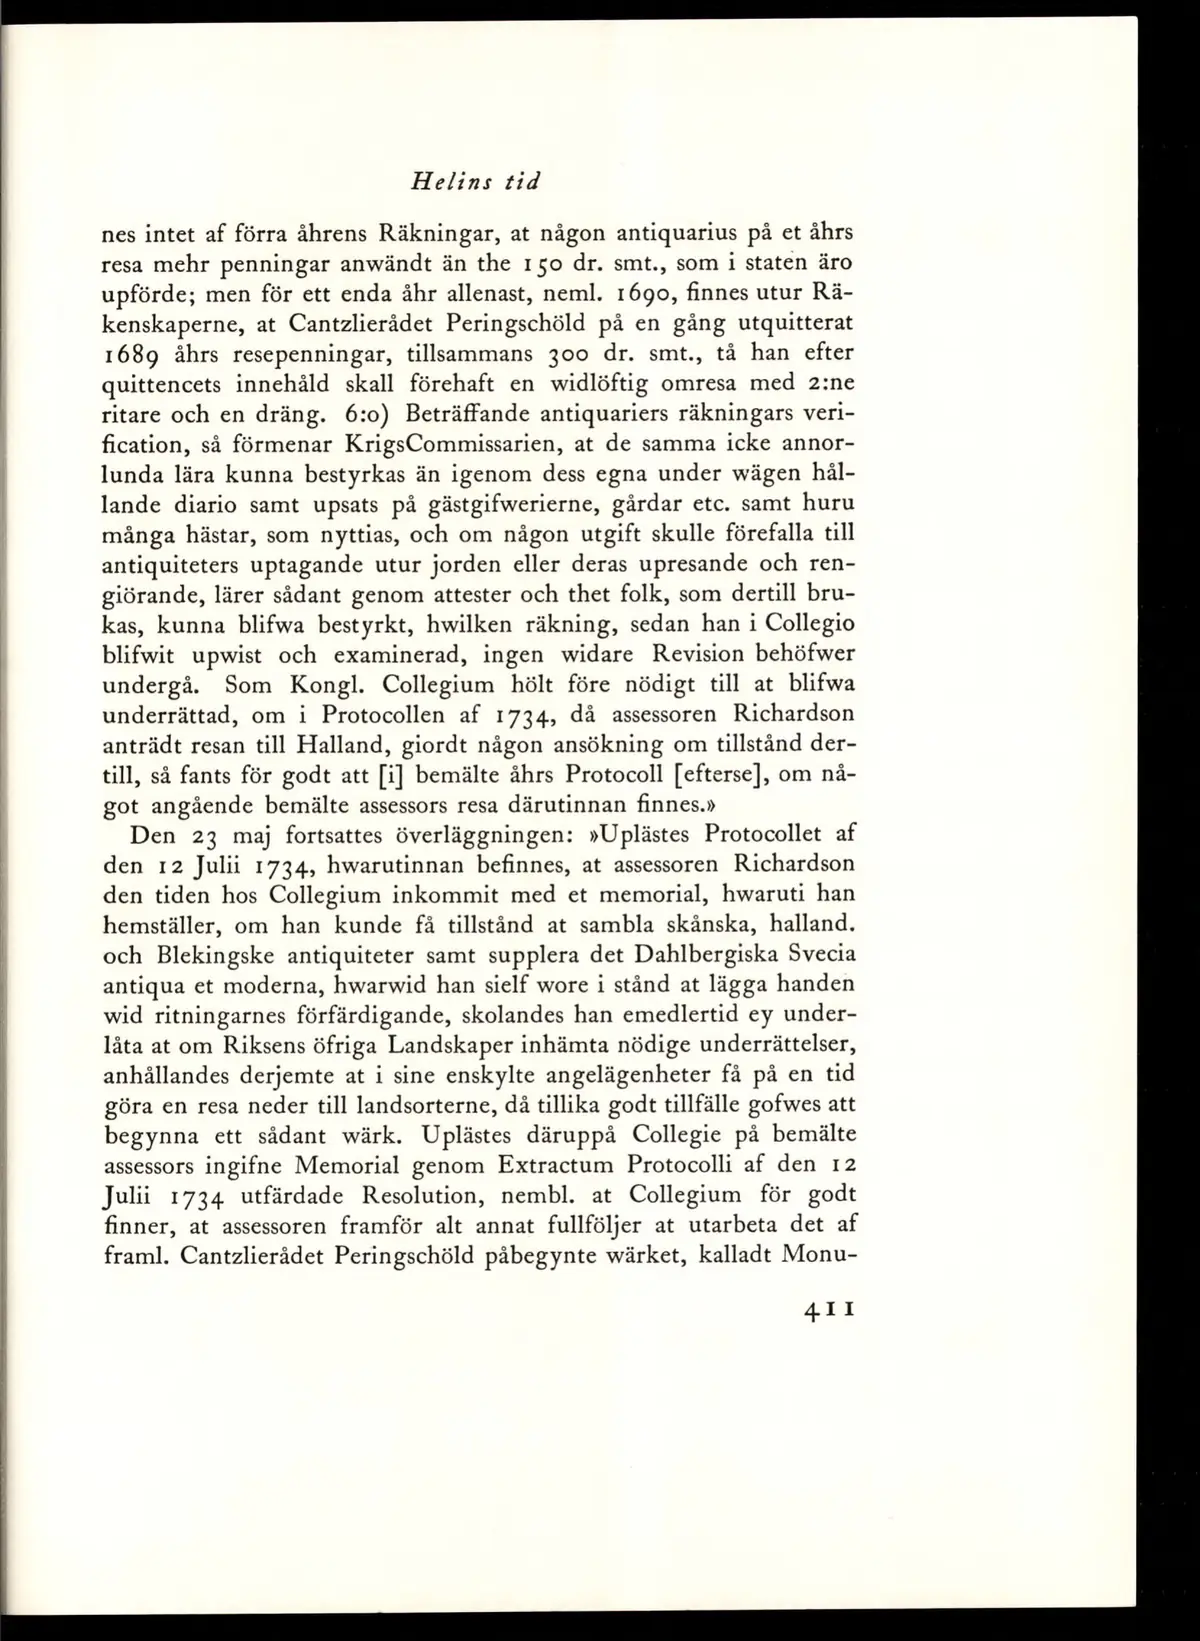 Helins tid
nes intet af förra åhrens Räkningar, at någon antiquarius på et åhrs
resa mehr penningar anwändt än the 150 dr. smt., som i staten äro
upförde; men för ett enda åhr allenast, neml. 1690, finnes utur Rä-
kenskaperne, at Cantzlierådet Peringschöld på en gång utquitterat
1689 åhrs resepenningar, tillsammans 300 dr. smt., tå han efter
quittencets innehåld skall förehaft en widlöftig omresa med 2:ne
ritare och en dräng. 6:o) Beträffande antiquariers räkningars veri-
fication, så förmenar KrigsCommissarien, at de samma icke annor-
lunda lära kunna bestyrkas än igenom dess egna under wägen hål-
lande diario samt upsats på gästgifwerierne, gårdar etc. samt huru
många hästar, som nyttias, och om någon utgift skulle förefalla till
antiquiteters uptagande utur jorden eller deras upresande och ren-
giörande, lärer sådant genom attester och thet folk, som dertill bru-
kas, kunna blifwa bestyrkt, hwilken räkning, sedan han i Collegio
blifwit upwist och examinerad, ingen widare Revision behöfwer
undergå. Som Kongl. Collegium hölt före nödigt till at blifwa
underrättad, om i Protocollen af 1734, då assessoren Richardson
anträdt resan till Halland, giordt någon ansökning om tillstånd der-
till, så fants för godt att [i] bemälte åhrs Protocoll [efterse], om nå-
got angående bemälte assessors resa därutinnan finnes.»
Den 23 maj fortsattes överläggningen: »Uplästes Protocollet af
den 12 Julii 1734, hwarutinnan befinnes, at assessoren Richardson
den tiden hos Collegium inkommit med et memorial, hwaruti han
hemställer, om han kunde få tillstånd at sambla skånska, halland.
och Blekingske antiquiteter samt supplera det Dahlbergiska Svecia
antiqua et moderna, hwarwid han sielf wore i stånd at lägga handen
wid ritningarnes förfärdigande, skolandes han emedlertid ey under-
låta at om Riksens öfriga Landskaper inhämta nödige underrättelser,
anhållandes derjemte at i sine enskylte angelägenheter få på en tid
göra en resa neder till landsorterne, då tillika godt tillfälle gofwes att
begynna ett sådant wärk. Uplästes däruppå Collegie på bemälte
assessors ingifne Memorial genom Extractum Protocolli af den 12
Julii 1734 utfärdade Resolution, nembl. at Collegium för godt
finner, at assessoren framför alt annat fullföljer at utarbeta det af
framl. Cantzlierådet Peringschöld påbegynte wärket, kalladt Monu-
411